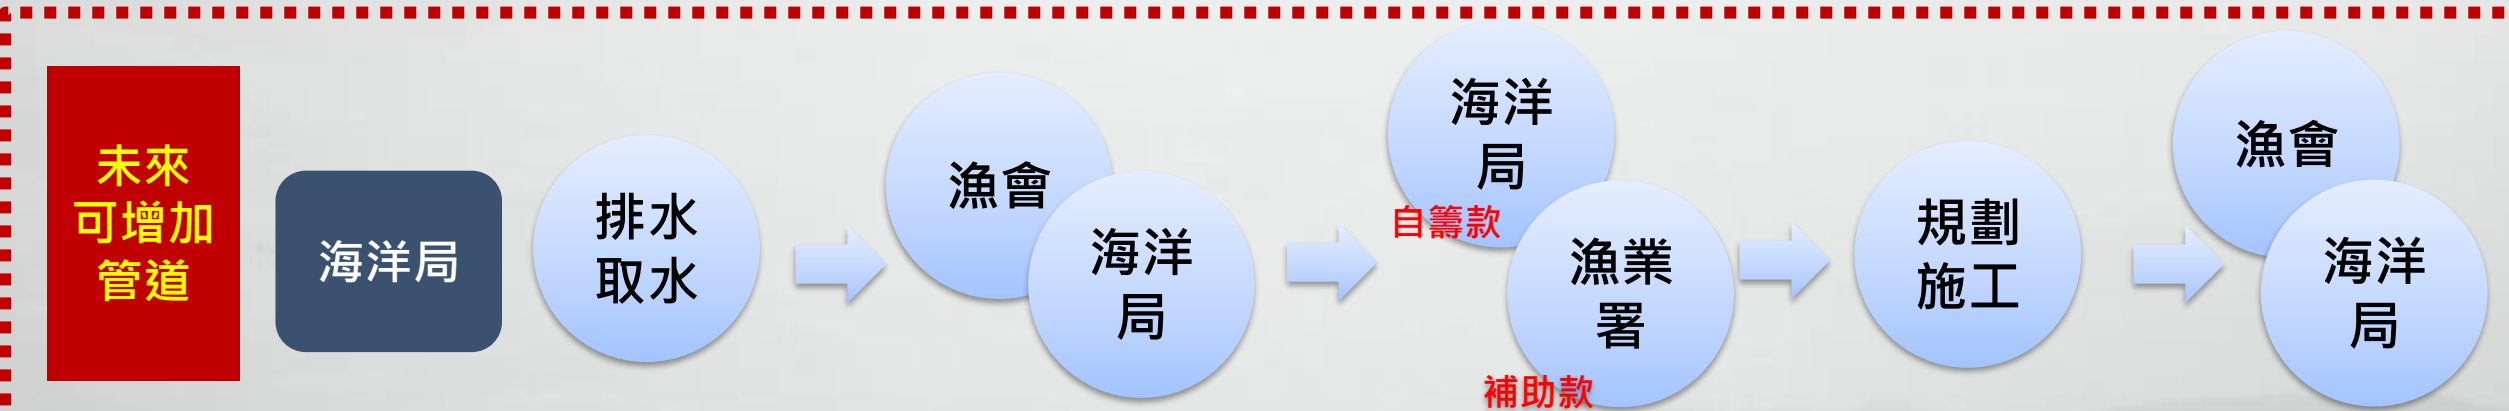 未來
可增加
管道
海洋局
排水
取水
漁會
海洋
局
海洋
局
自籌款
漁業
署
補助款
規劃
施工
漁會
海洋
局